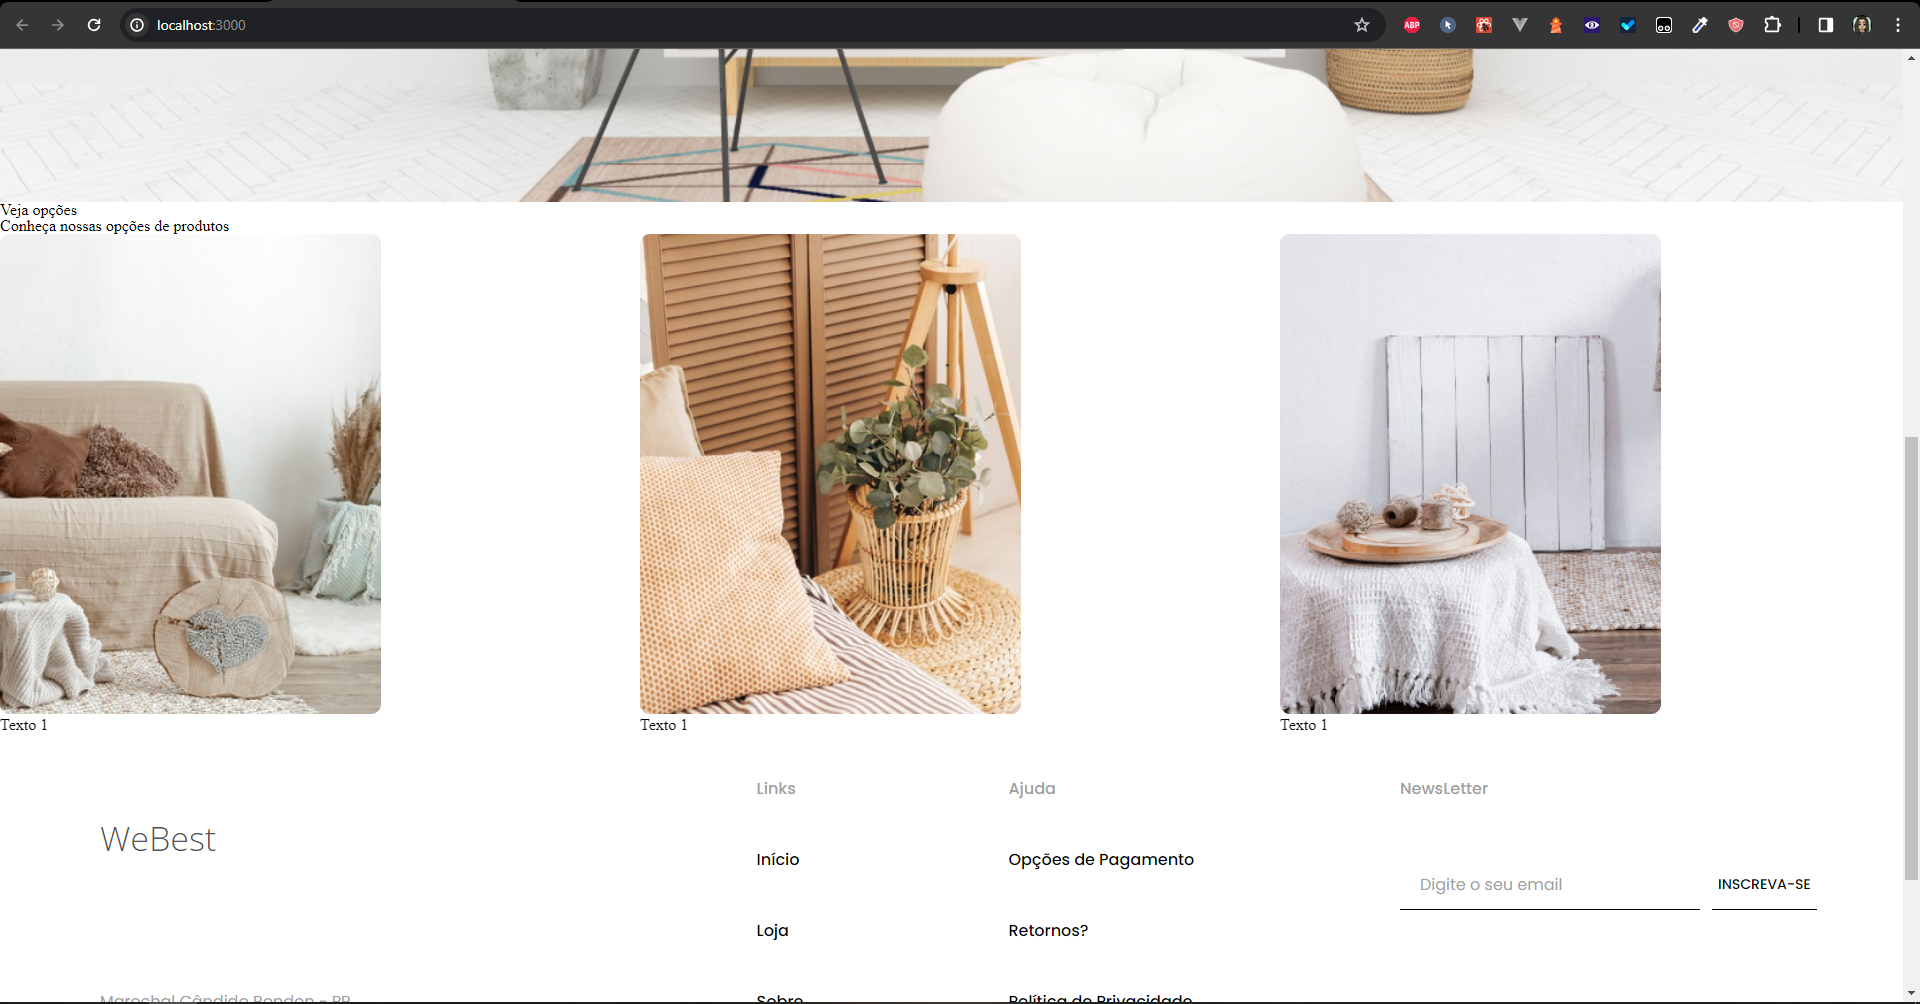 localhost:3000
ABP
Veja opções
Conheça nossas opções de produtos
Texto 1
Texto 1
Texto 1
Links
Ajuda
NewsLetter
WeBest
Início
Opções de Pagamento
Digite o seu email
INSCREVA-SE
Loja
Retornos?
Marechal Cândido Rondon - PR
Sobre
Política de Privacidade